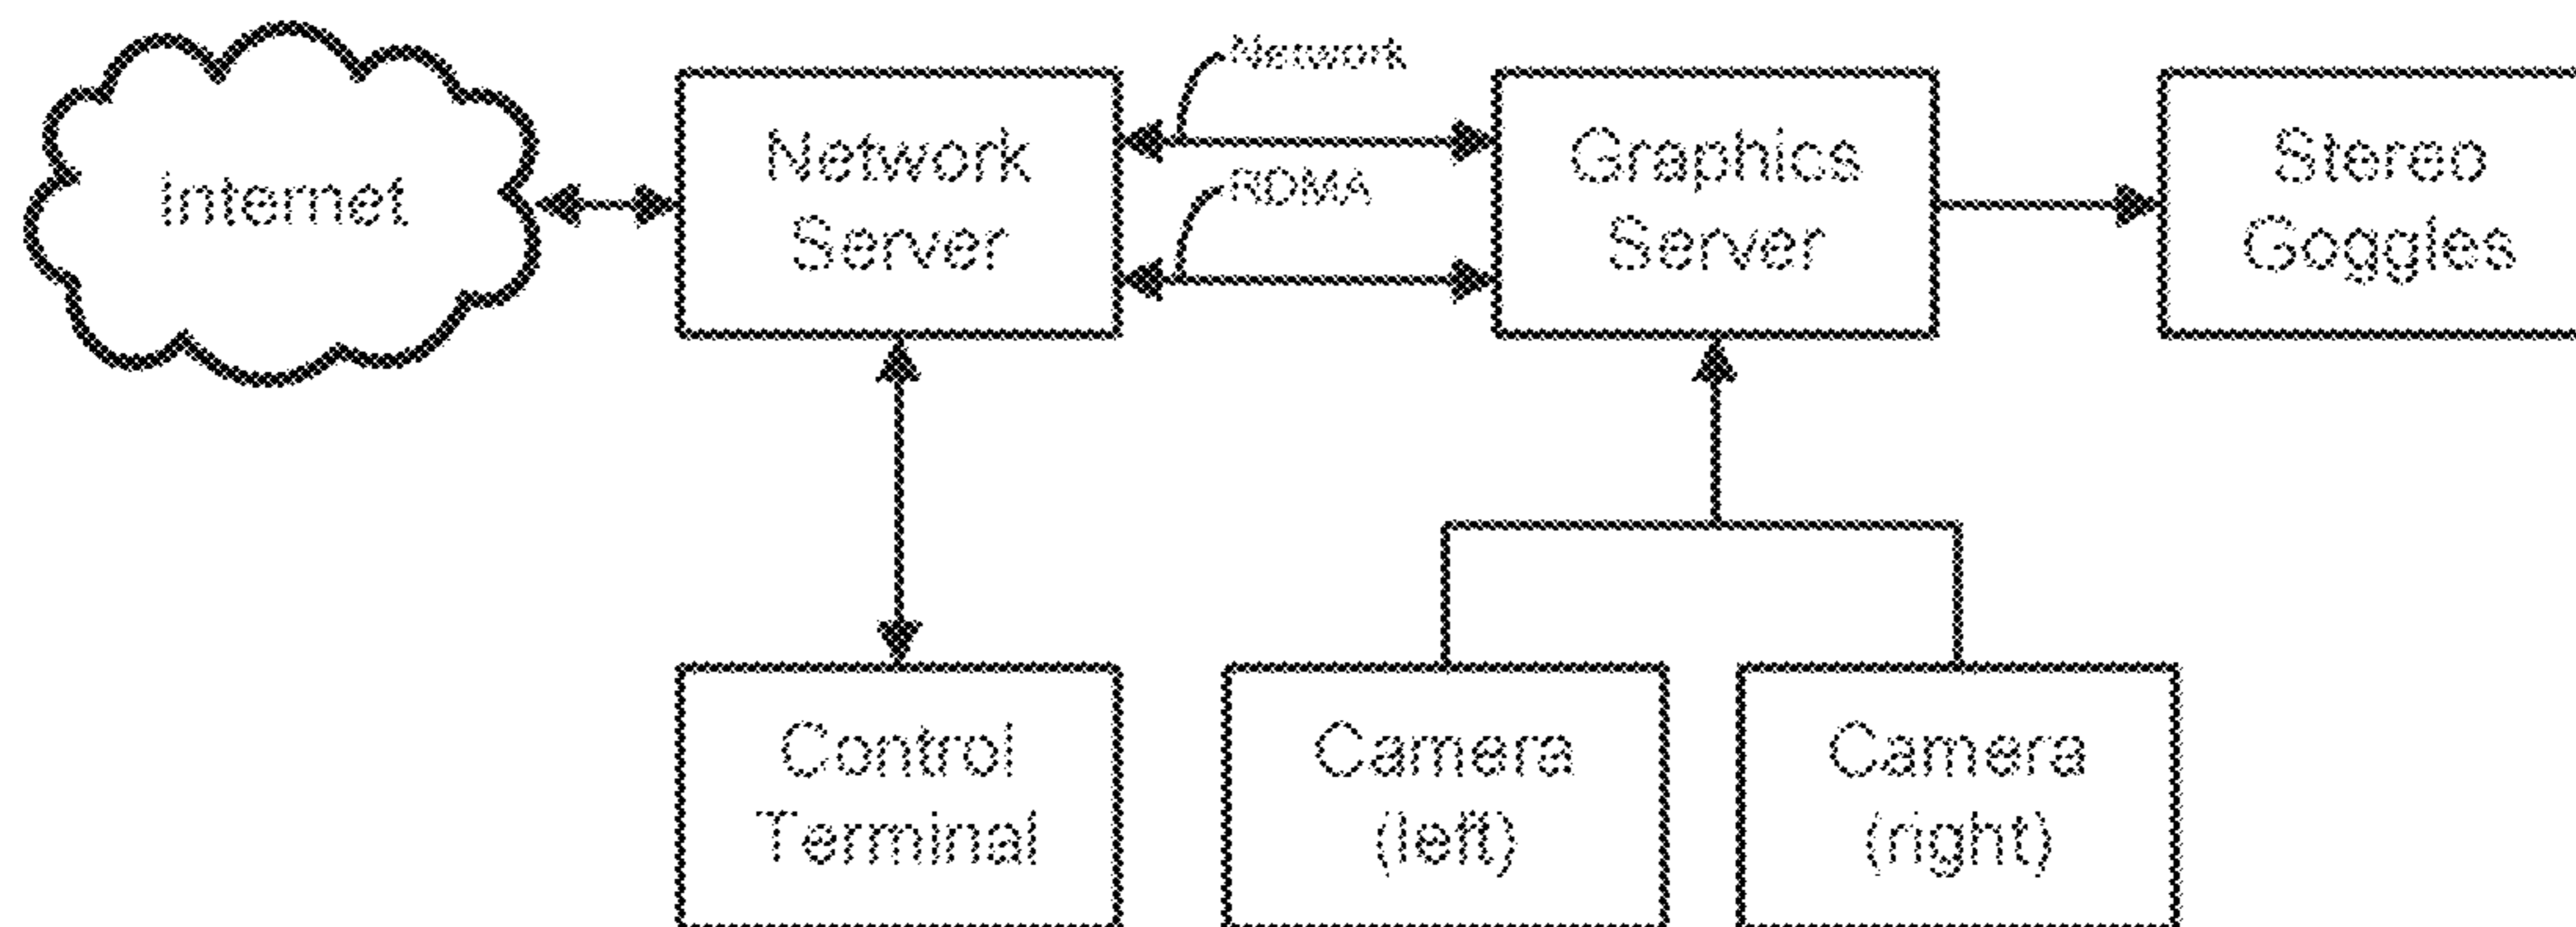 Internet
Network
Server
Network
RDMA
Graphics
Server
Stereo
Goggles
Control
Terminal
Camera
(left)
Camera
(right)